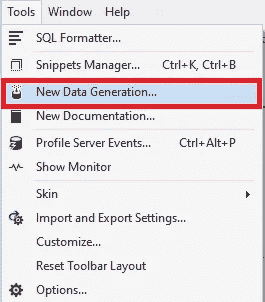 Tools Window Help
SQL Formatter...
Snippets Manager... Ctrl+K, Ctrl+B
New Data Generation...
New Documentation...
Profile Server Events... Ctrl+Alt+P
Show Monitor
Skin
Import and Export Settings...
Customize...
Reset Toolbar Layout
Options...